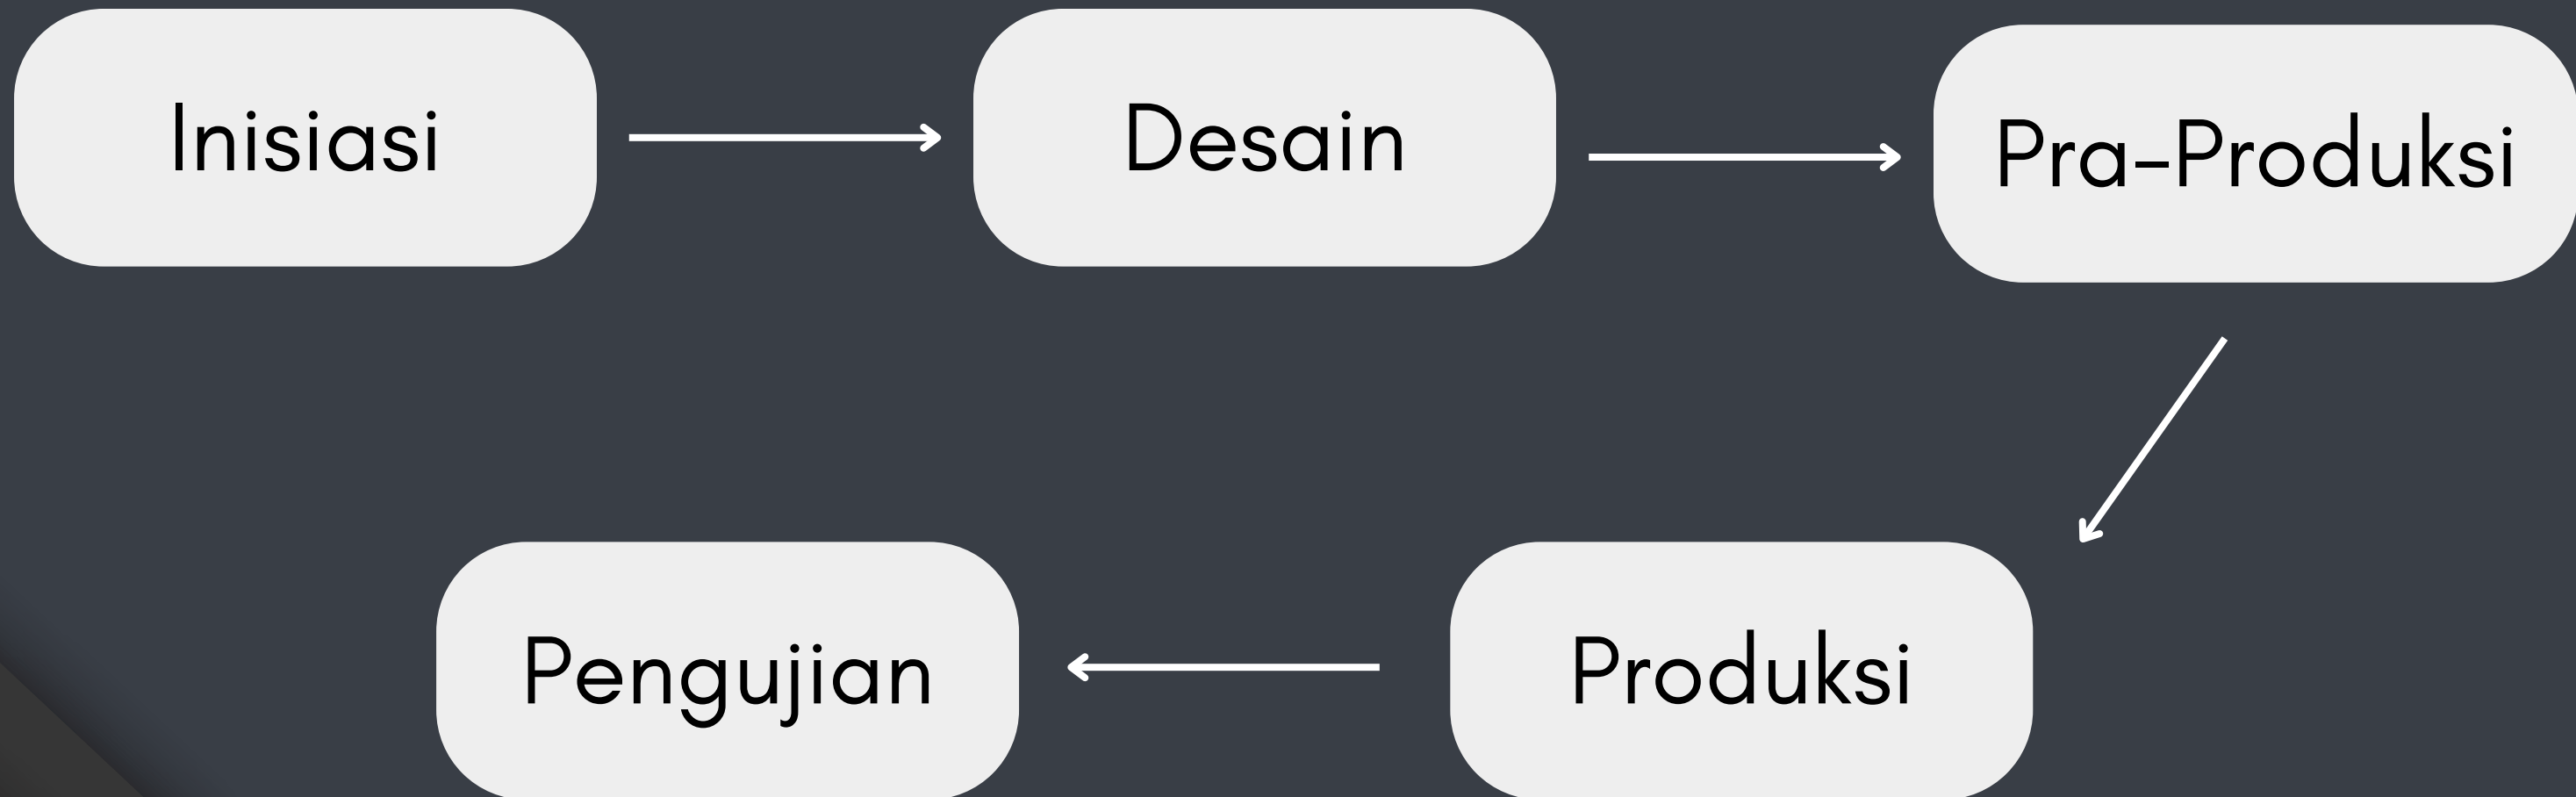 Inisiasi
Desain
Pra-Produksi
Produksi
Pengujian